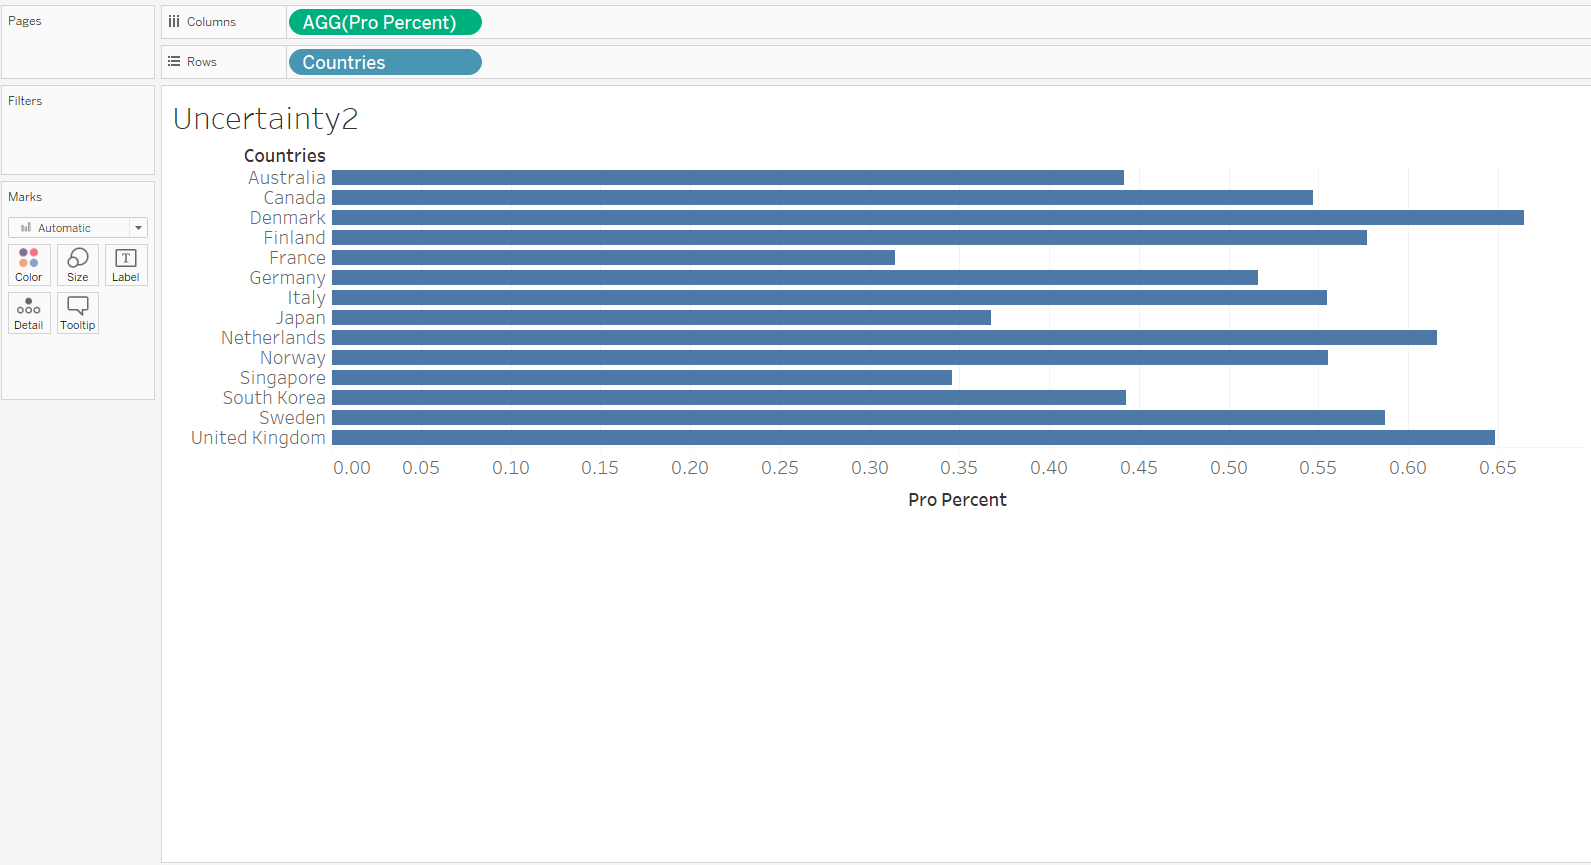 Pages
Columns
AGG(Pro Percent)
Rows
Countries
Filters
Marks
Automatic
Color
Size
Label
Detail
Tooltip
Uncertainty2
Countries
Australia
Canada
Denmark
Finland
France
Germany
Italy
Japan
Netherlands
Norway
Singapore
South Korea
Sweden
United Kingdom
0.00 0.05 0.10 0.15 0.20 0.25 0.30 0.35 0.40 0.45 0.50 0.55 0.60 0.65
Pro Percent